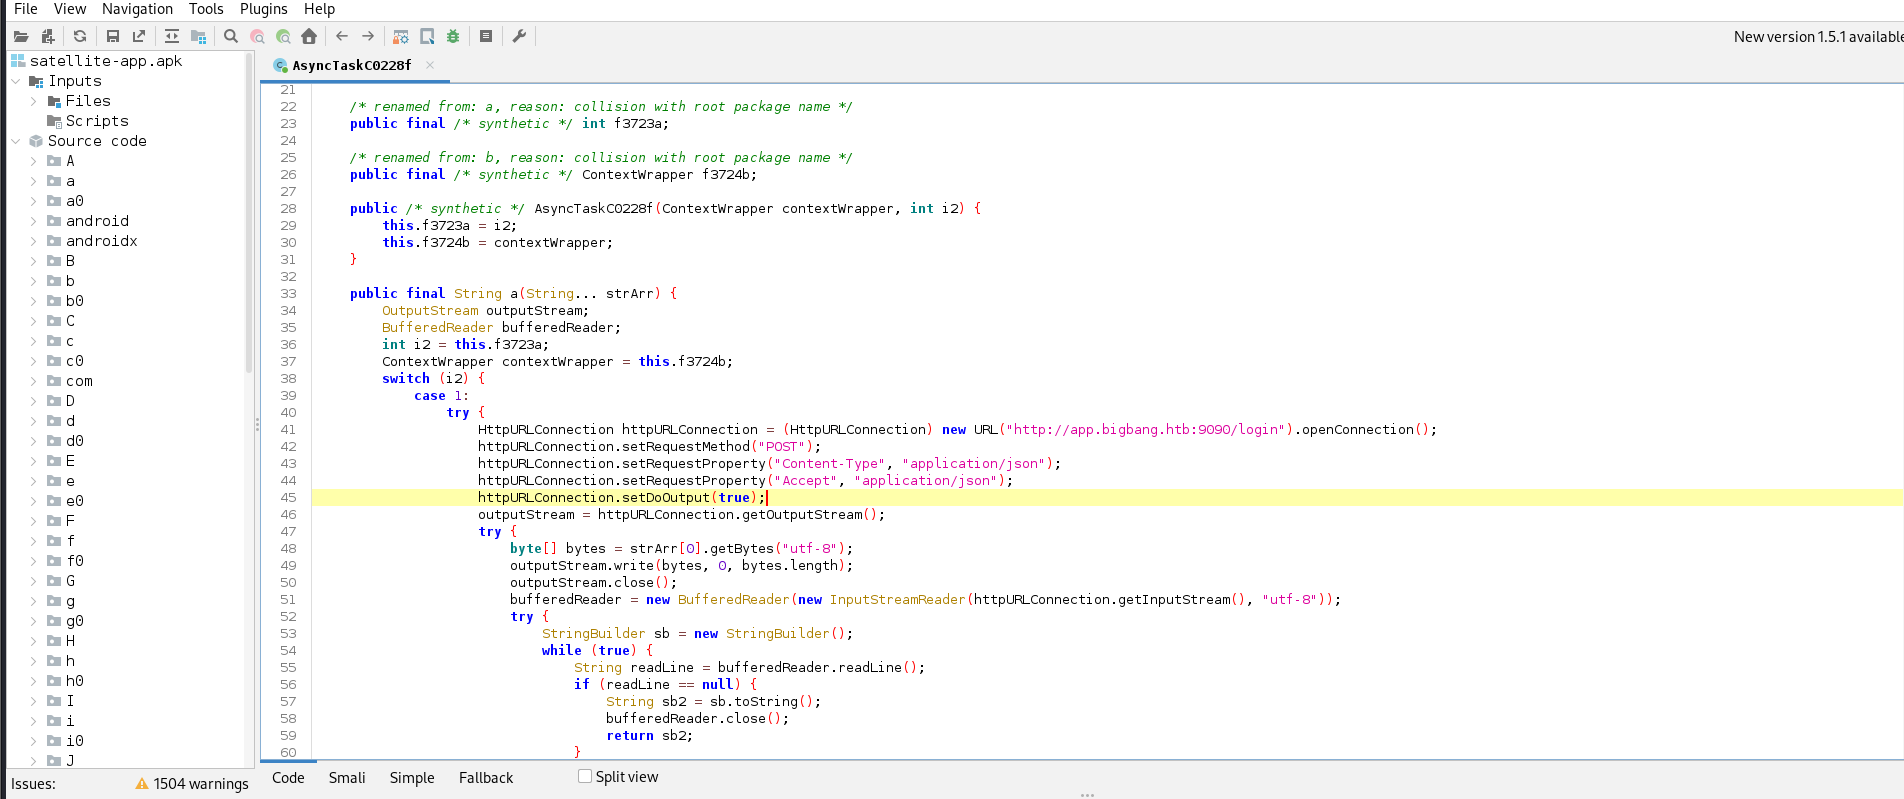 File View Navigation Tools Plugins Help
New version 1.5.1 available
satellite-app.apk
Inputs
Files
Scripts
Source code
A
a
a0
android
androidx
B
b
b0
C
c
c0
com
D
d
d0
E
e
e0
F
f
f0
G
g
g0
H
h
h0
I
i
i0
J
Issues: 1504 warnings
AsyncTaskC0228f ×
21
22 /* renamed from: a, reason: collision with root package name */
23 public final /* synthetic */ int f3723a;
24
25 /* renamed from: b, reason: collision with root package name */
26 public final /* synthetic */ ContextWrapper f3724b;
27
28 public /* synthetic */ AsyncTaskC0228f(ContextWrapper contextWrapper, int i2) {
29 this.f3723a = i2;
30 this.f3724b = contextWrapper;
31 }
32
33 public final String a(String... strArr) {
34 OutputStream outputStream;
35 BufferedReader bufferedReader;
36 int i2 = this.f3723a;
37 ContextWrapper contextWrapper = this.f3724b;
38 switch (i2) {
39 case 1:
40 try {
41 HttpURLConnection httpURLConnection = (HttpURLConnection) new URL("http://app.bigbang.htb:9090/login").openConnection();
42 httpURLConnection.setRequestMethod("POST");
43 httpURLConnection.setRequestProperty("Content-Type", "application/json");
44 httpURLConnection.setRequestProperty("Accept", "application/json");
45 httpURLConnection.setDoOutput(true);
46 outputStream = httpURLConnection.getOutputStream();
47 try {
48 byte[] bytes = strArr[0].getBytes("utf-8");
49 outputStream.write(bytes, 0, bytes.length);
50 outputStream.close();
51 bufferedReader = new BufferedReader(new InputStreamReader(httpURLConnection.getInputStream(), "utf-8"));
52 try {
53 StringBuilder sb = new StringBuilder();
54 while (true) {
55 String readLine = bufferedReader.readLine();
56 if (readLine == null) {
57 String sb2 = sb.toString();
58 bufferedReader.close();
59 return sb2;
60 }
Code Smali Simple Fallback Split view